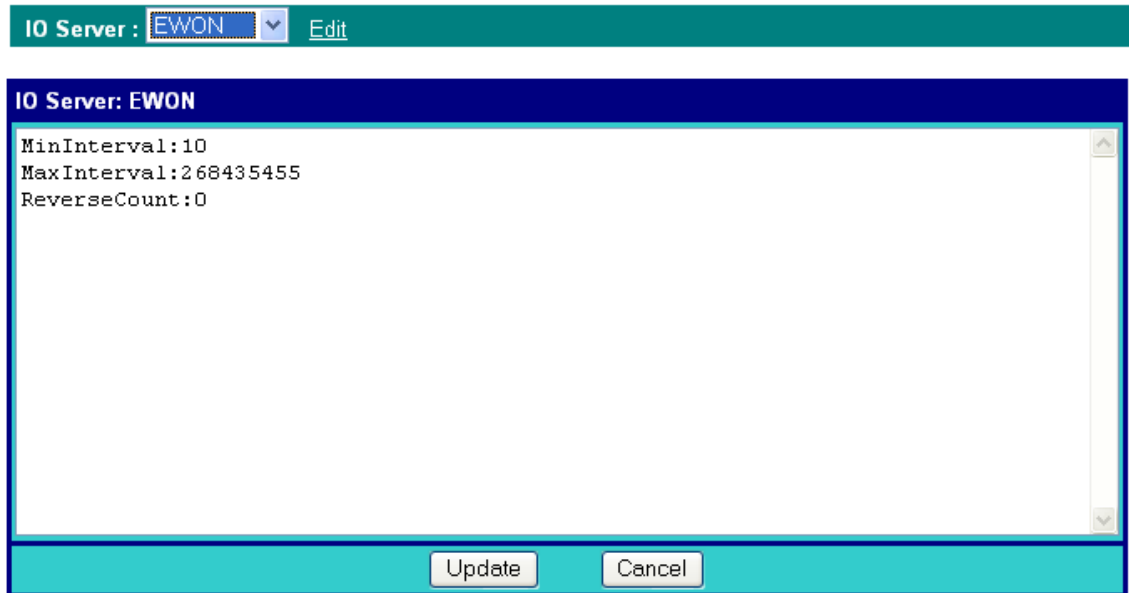 IO Server : EWON Edit
IO Server: EWON
MinInterval:10
MaxInterval:268435455
ReverseCount:0
Update Cancel